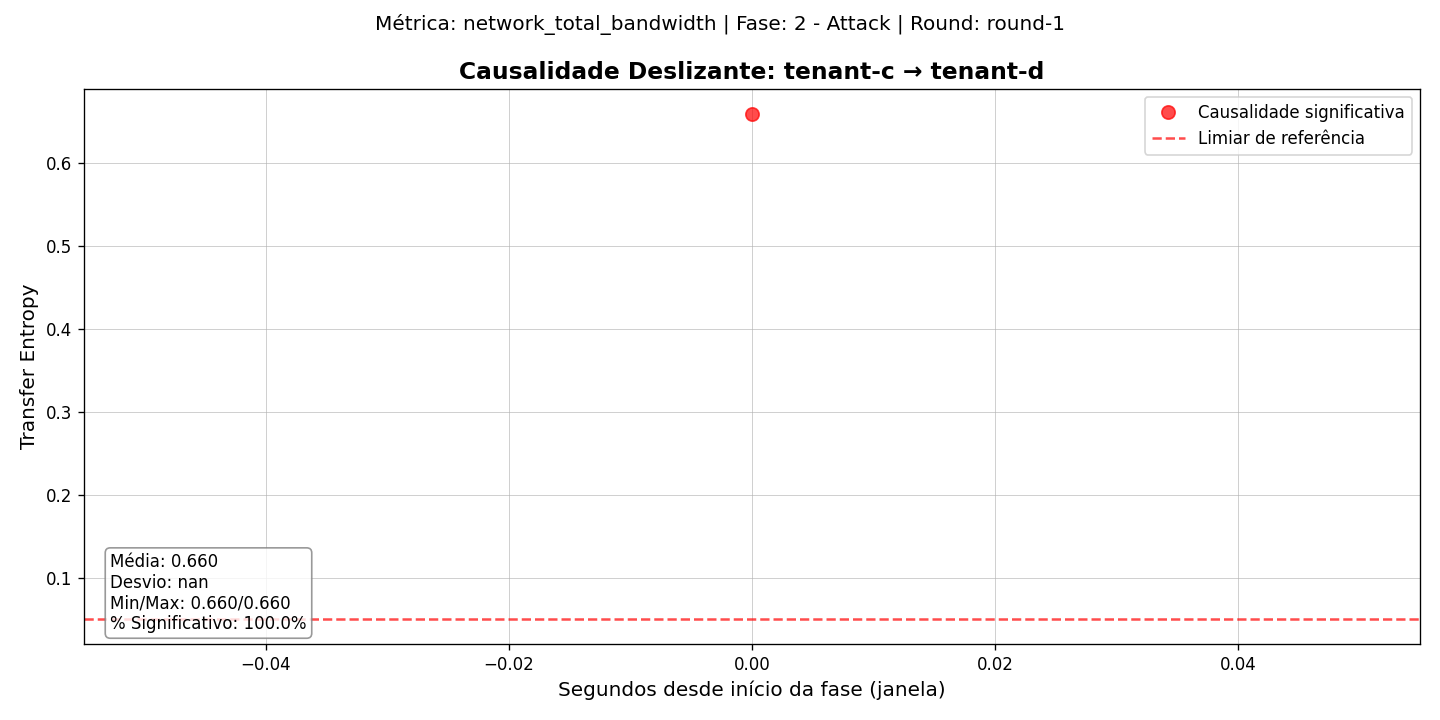 Métrica: network_total_bandwidth | Fase: 2 - Attack | Round: round-1
Causalidade Deslizante: tenant-c → tenant-d
Causalidade significativa
Limiar de referência
Transfer Entropy
0.6
0.5
0.4
0.3
0.2
0.1
Média: 0.660
Desvio: nan
Min/Max: 0.660/0.660
% Significativo: 100.0%
−0.04
−0.02
0.00
0.02
0.04
Segundos desde início da fase (janela)